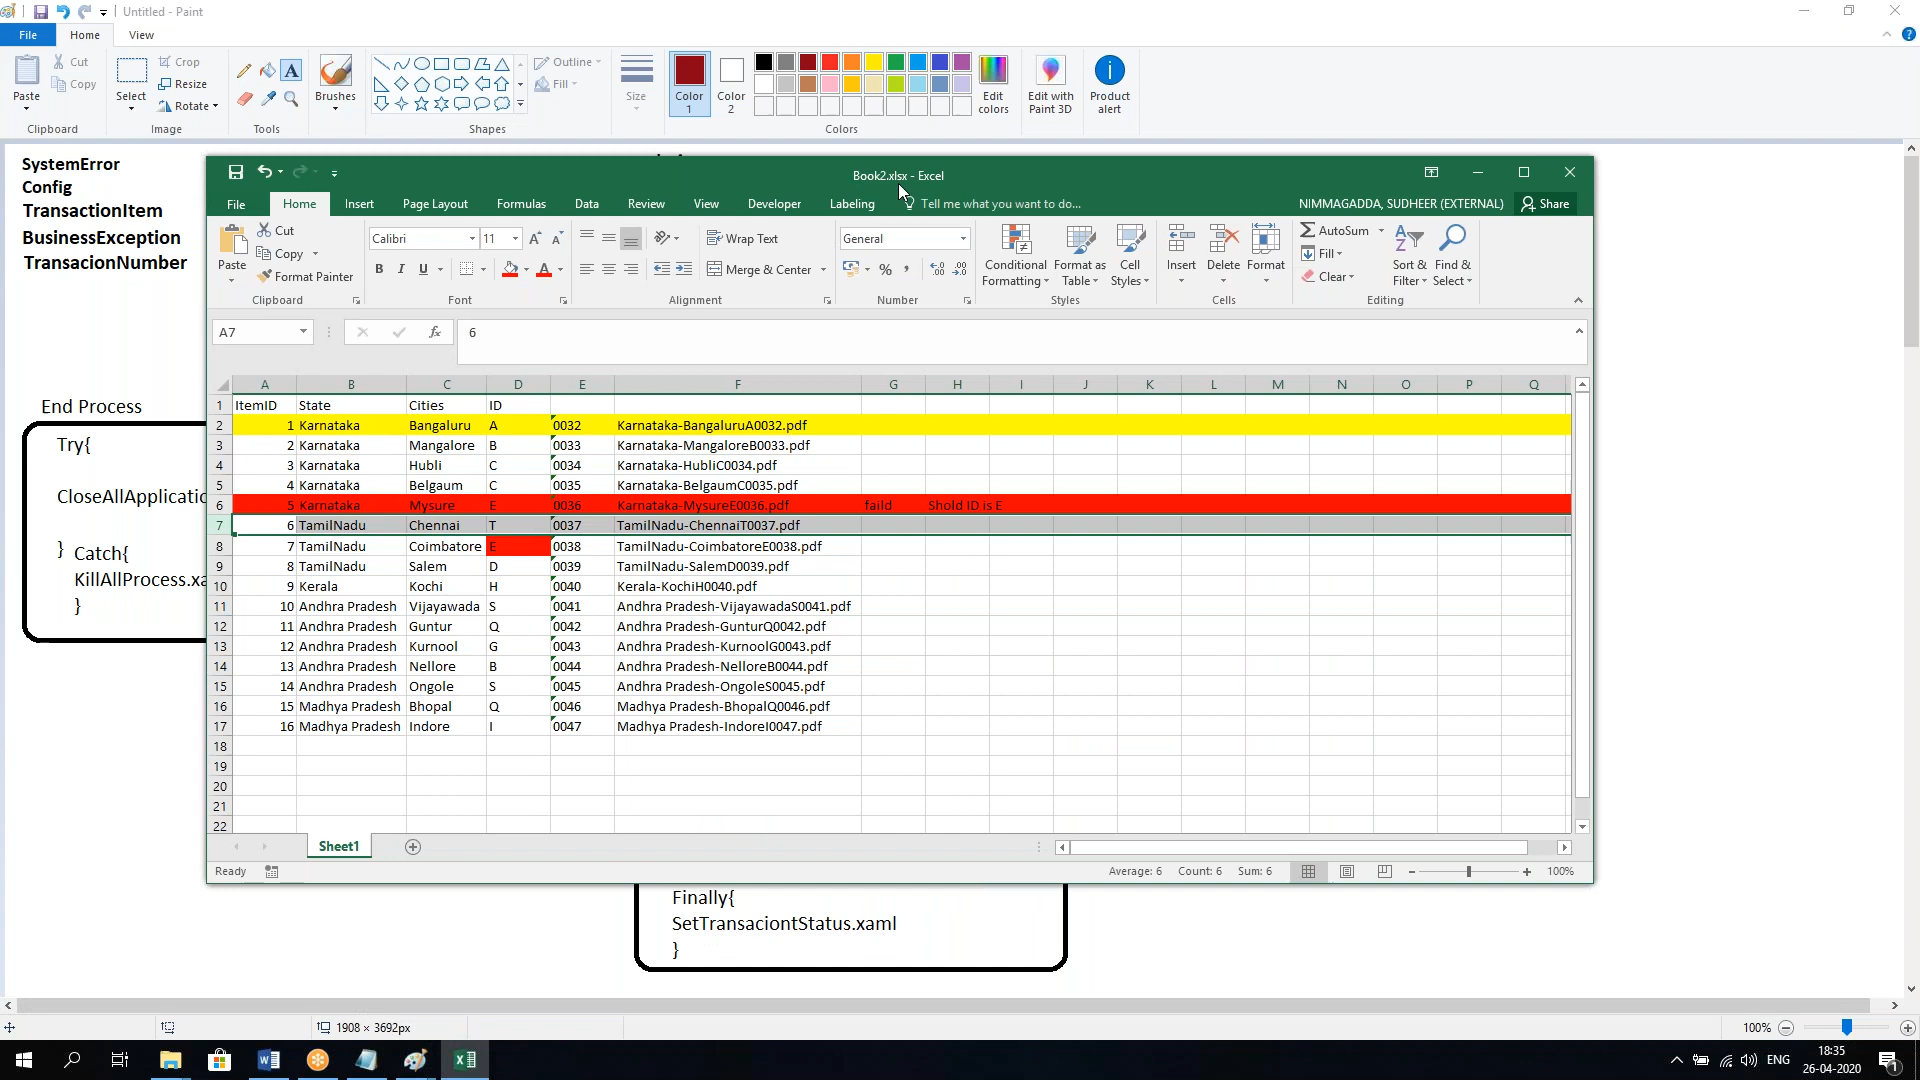 Untitled - Paint
File Home View
Paste Cut Copy Clipboard
Select Crop Resize Rotate Image
Tools
Brushes
Shapes
Outline Fill
Size
Color 1 Color 2 Colors
Edit colors
Edit with Paint 3D
Product alert
SystemError
Config
TransactionItem
BusinessException
TransacionNumber
End Process
Try{
CloseAllApplicatio
} Catch{
KillAllProcess.xa
}
Book2.xlsx - Excel
File Home Insert Page Layout Formulas Data Review View Developer Labeling Tell me what you want to do... NIMMAGADDA, SUDHEER (EXTERNAL) Share
Paste Cut Copy Format Painter Clipboard
Calibri 11 B I U A A Font
Wrap Text Merge & Center Alignment
General % Number
Conditional Formatting Format as Table Cell Styles Styles
Insert Delete Format Cells
AutoSum Fill Clear Sort & Filter Find & Select Editing
A7 fx 6
A B C D E F G H I J K L M N O P Q
1 ItemID State Cities ID
2 1 Karnataka Bangaluru A 0032 Karnataka-BangaluruA0032.pdf
3 2 Karnataka Mangalore B 0033 Karnataka-MangaloreB0033.pdf
4 3 Karnataka Hubli C 0034 Karnataka-HubliC0034.pdf
5 4 Karnataka Belgaum C 0035 Karnataka-BelgaumC0035.pdf
6 5 Karnataka Mysure E 0036 Karnataka-MysureE0036.pdf faild Shold ID is E
7 6 TamilNadu Chennai T 0037 TamilNadu-ChennaiT0037.pdf
8 7 TamilNadu Coimbatore E 0038 TamilNadu-CoimbatoreE0038.pdf
9 8 TamilNadu Salem D 0039 TamilNadu-SalemD0039.pdf
10 9 Kerala Kochi H 0040 Kerala-KochiH0040.pdf
11 10 Andhra Pradesh Vijayawada S 0041 Andhra Pradesh-VijayawadaS0041.pdf
12 11 Andhra Pradesh Guntur Q 0042 Andhra Pradesh-GunturQ0042.pdf
13 12 Andhra Pradesh Kurnool G 0043 Andhra Pradesh-KurnoolG0043.pdf
14 13 Andhra Pradesh Nellore B 0044 Andhra Pradesh-NelloreB0044.pdf
15 14 Andhra Pradesh Ongole S 0045 Andhra Pradesh-OngoleS0045.pdf
16 15 Madhya Pradesh Bhopal Q 0046 Madhya Pradesh-BhopalQ0046.pdf
17 16 Madhya Pradesh Indore I 0047 Madhya Pradesh-IndoreI0047.pdf
18
19
20
21
22
Sheet1
Ready Average: 6 Count: 6 Sum: 6 100%
Finally{
SetTransaciontStatus.xaml
}
1908 × 3692px 100%
ENG 18:35
26-04-2020
1